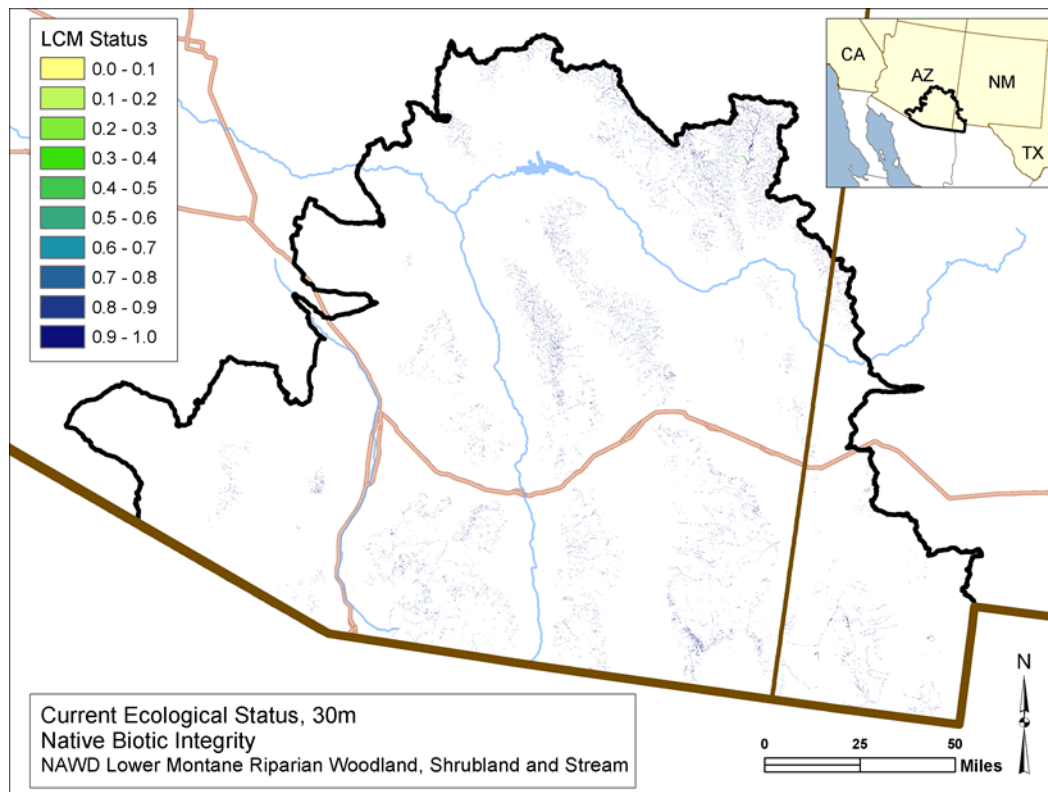 LCM Status
0.0 - 0.1
0.1 - 0.2
0.2 - 0.3
0.3 - 0.4
0.4 - 0.5
0.5 - 0.6
0.6 - 0.7
0.7 - 0.8
0.8 - 0.9
0.9 - 1.0
CA
AZ
NM
TX
Current Ecological Status, 30m
Native Biotic Integrity
NAWD Lower Montane Riparian Woodland, Shrubland and Stream
N
0 25 50
Miles